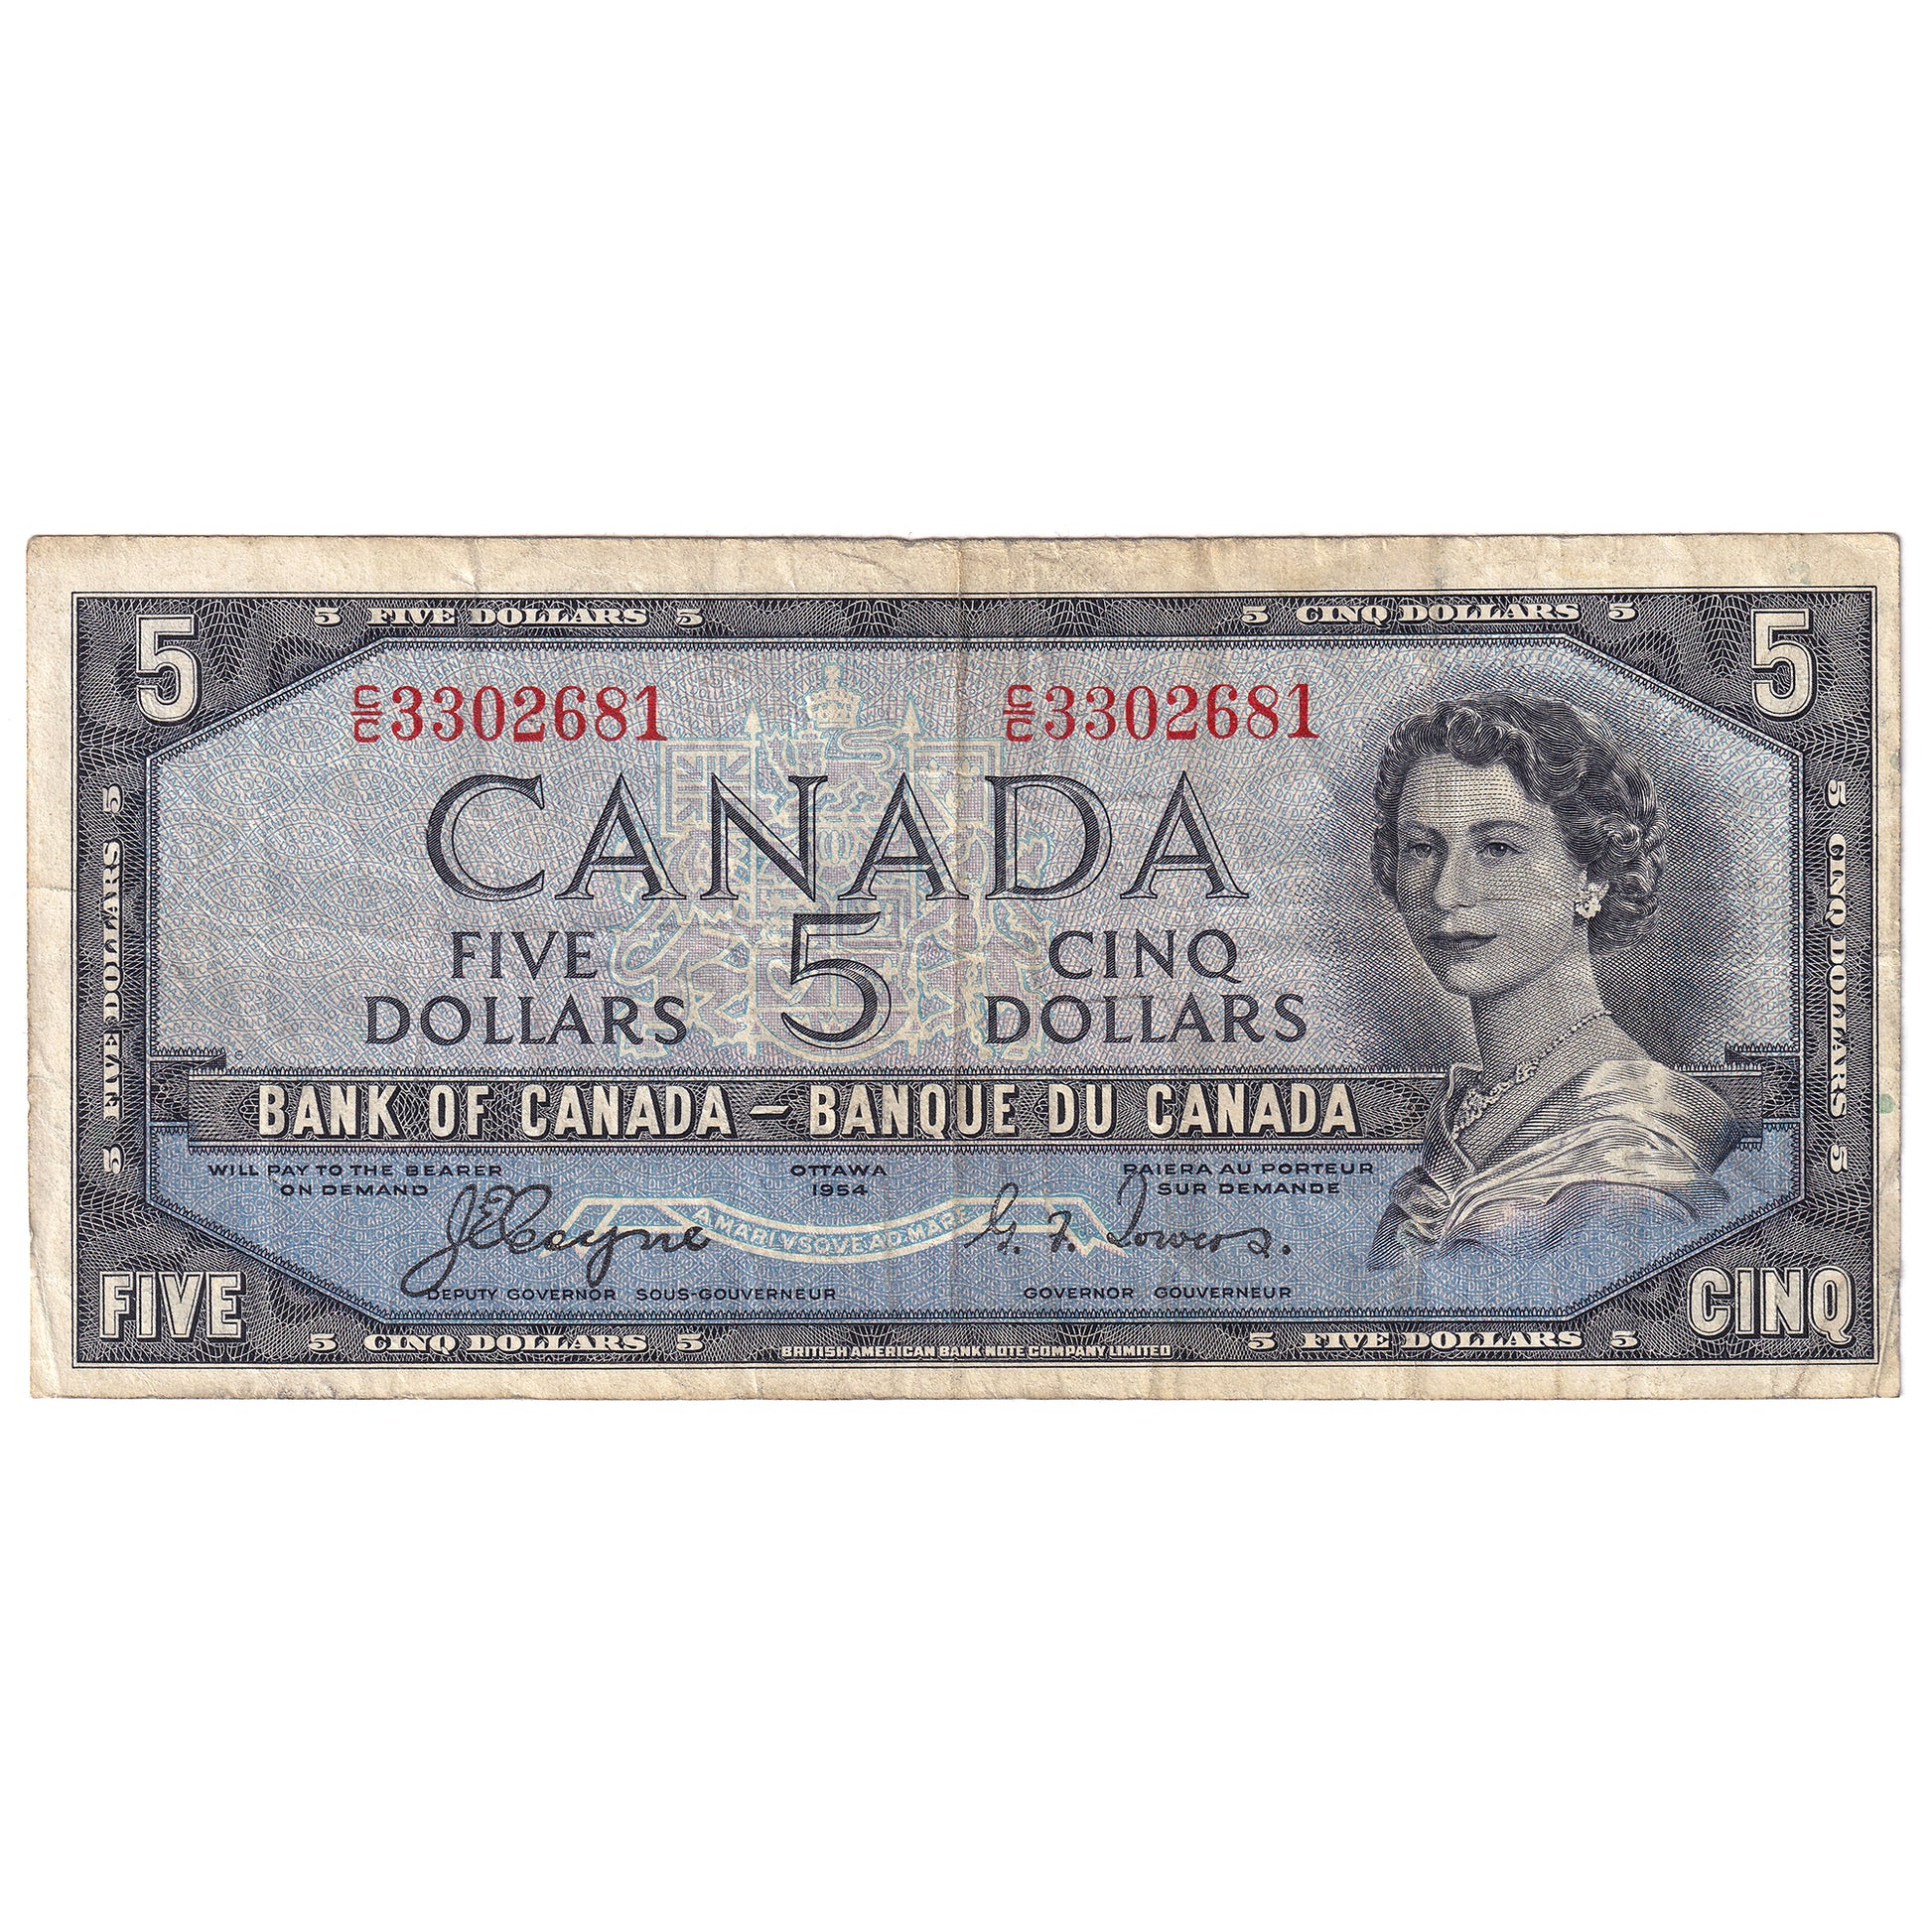 5 5 FIVE DOLLARS 5 5 CINQ DOLLARS 5 5
C/C 3302681 C/C 3302681
CANADA
FIVE 5 CINQ
DOLLARS DOLLARS
5 FIVE DOLLARS 5
5 CINQ DOLLARS 5
BANK OF CANADA – BANQUE DU CANADA
WILL PAY TO THE BEARER OTTAWA PAIERA AU PORTEUR
ON DEMAND 1954 SUR DEMANDE
A MARI VSQVE AD MARE
J E Coyne G. F. Towers.
DEPUTY GOVERNOR SOUS-GOUVERNEUR GOVERNOR GOUVERNEUR
FIVE CINQ
5 CINQ DOLLARS 5 BRITISH AMERICAN BANK NOTE COMPANY LIMITED 5 FIVE DOLLARS 5